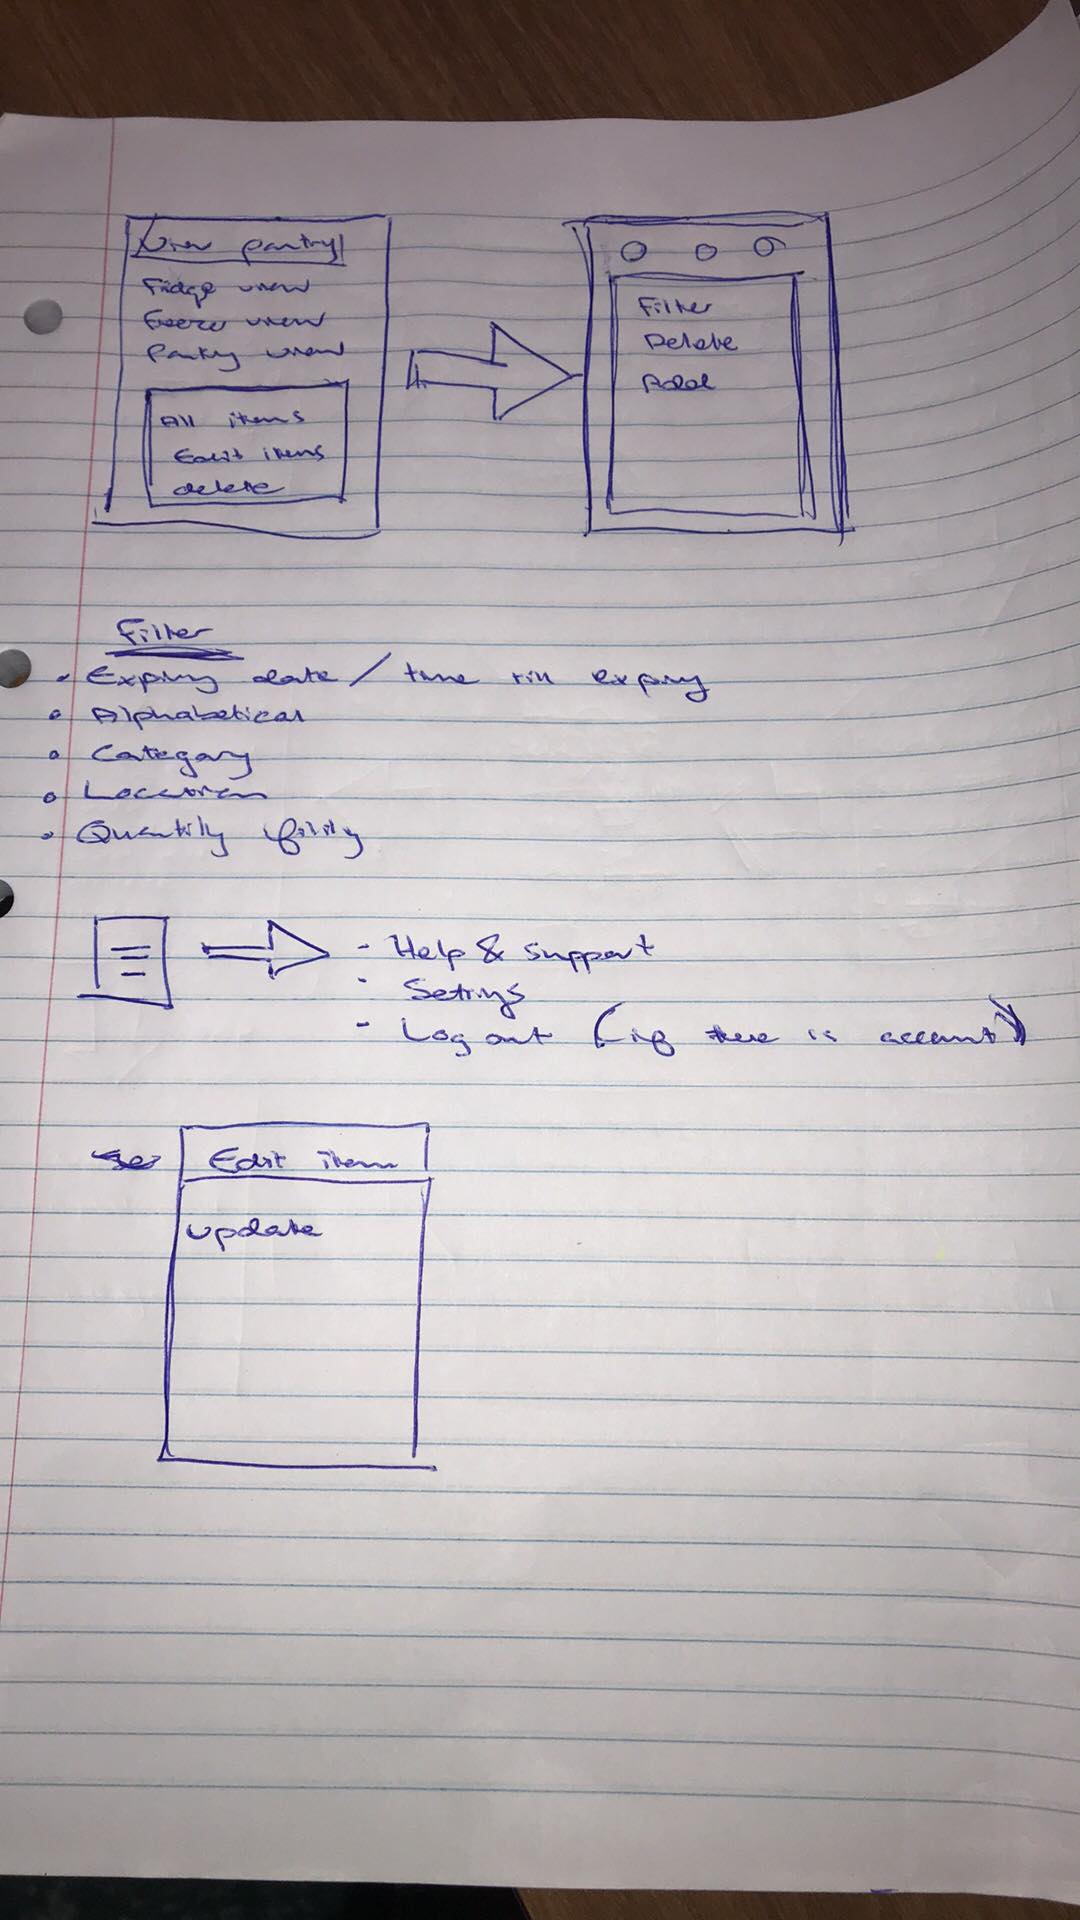 View pantry
Fridge view
Freezer view
Pantry view
All items
Edit items
delete
Filter
Delete
Add
Filter
Expiry date / time till expiry
Alphabetical
Category
Location
Quantity
- Help & Support
- Settings
- Log out (if there is account)
Edit item
update